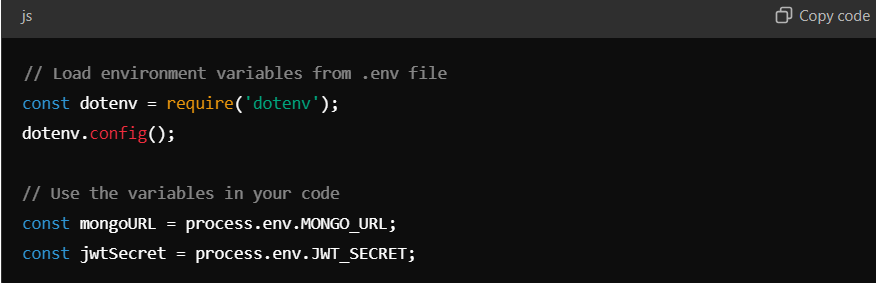 js
Copy code
// Load environment variables from .env file
const dotenv = require('dotenv');
dotenv.config();
// Use the variables in your code
const mongoURL = process.env.MONGO_URL;
const jwtSecret = process.env.JWT_SECRET;